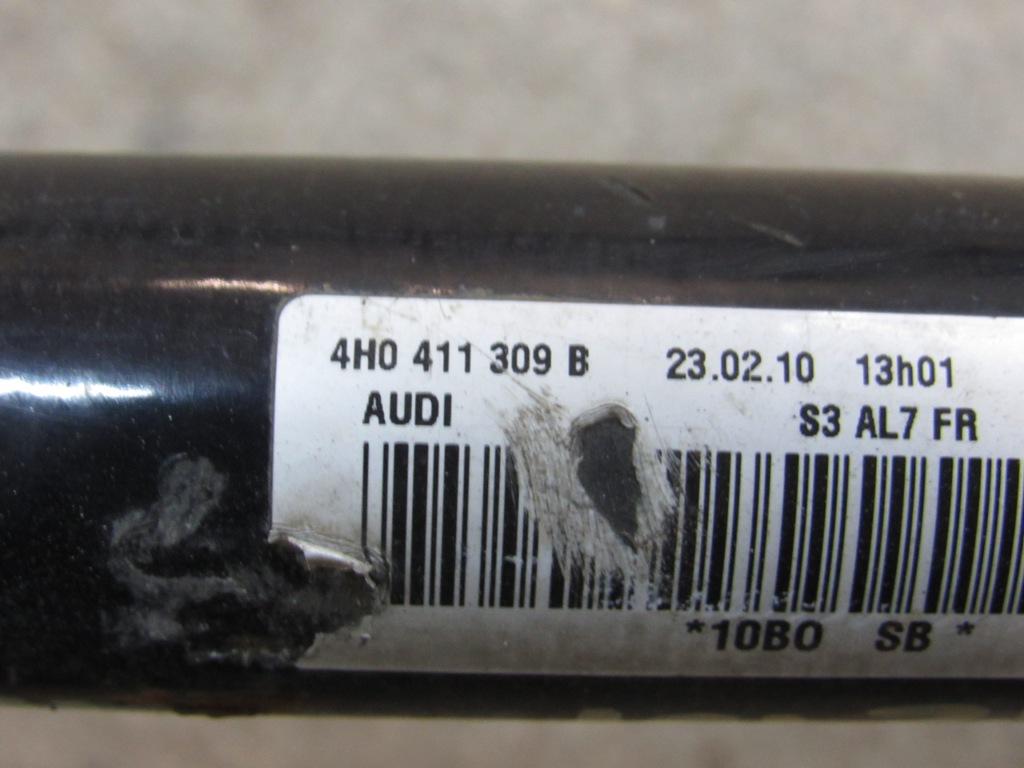 4H0 411 309 B 23.02.10 13h01
AUDI S3 AL7 FR
*10BO SB *